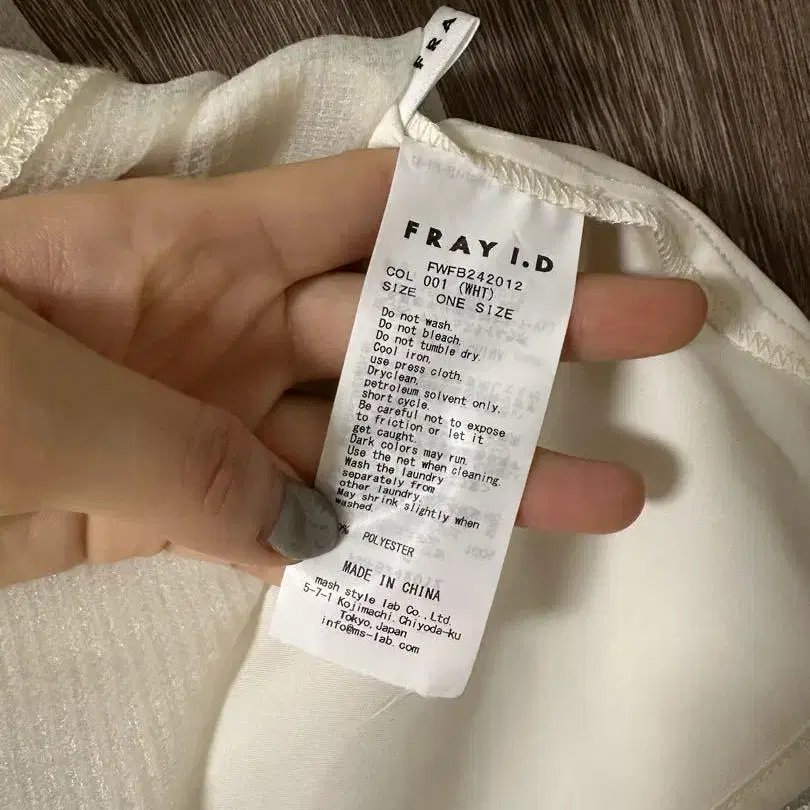 FRA
FRAY I.D
FWFB242012
COL 001 (WHT)
SIZE ONE SIZE
Do not wash.
Do not bleach.
Do not tumble dry.
Cool iron.
use press cloth.
Dryclean.
petroleum solvent only.
short cycle.
Be careful not to expose
to friction or let it
get caught.
Dark colors may run.
Use the net when cleaning.
Wash the laundry
separately from
other laundry.
May shrink slightly when
washed.
0% POLYESTER
MADE IN CHINA
mash style lab Co.,Ltd.
5-7-1 Kojimachi.Chiyoda-ku
Tokyo,Japan
info@ms-lab.com